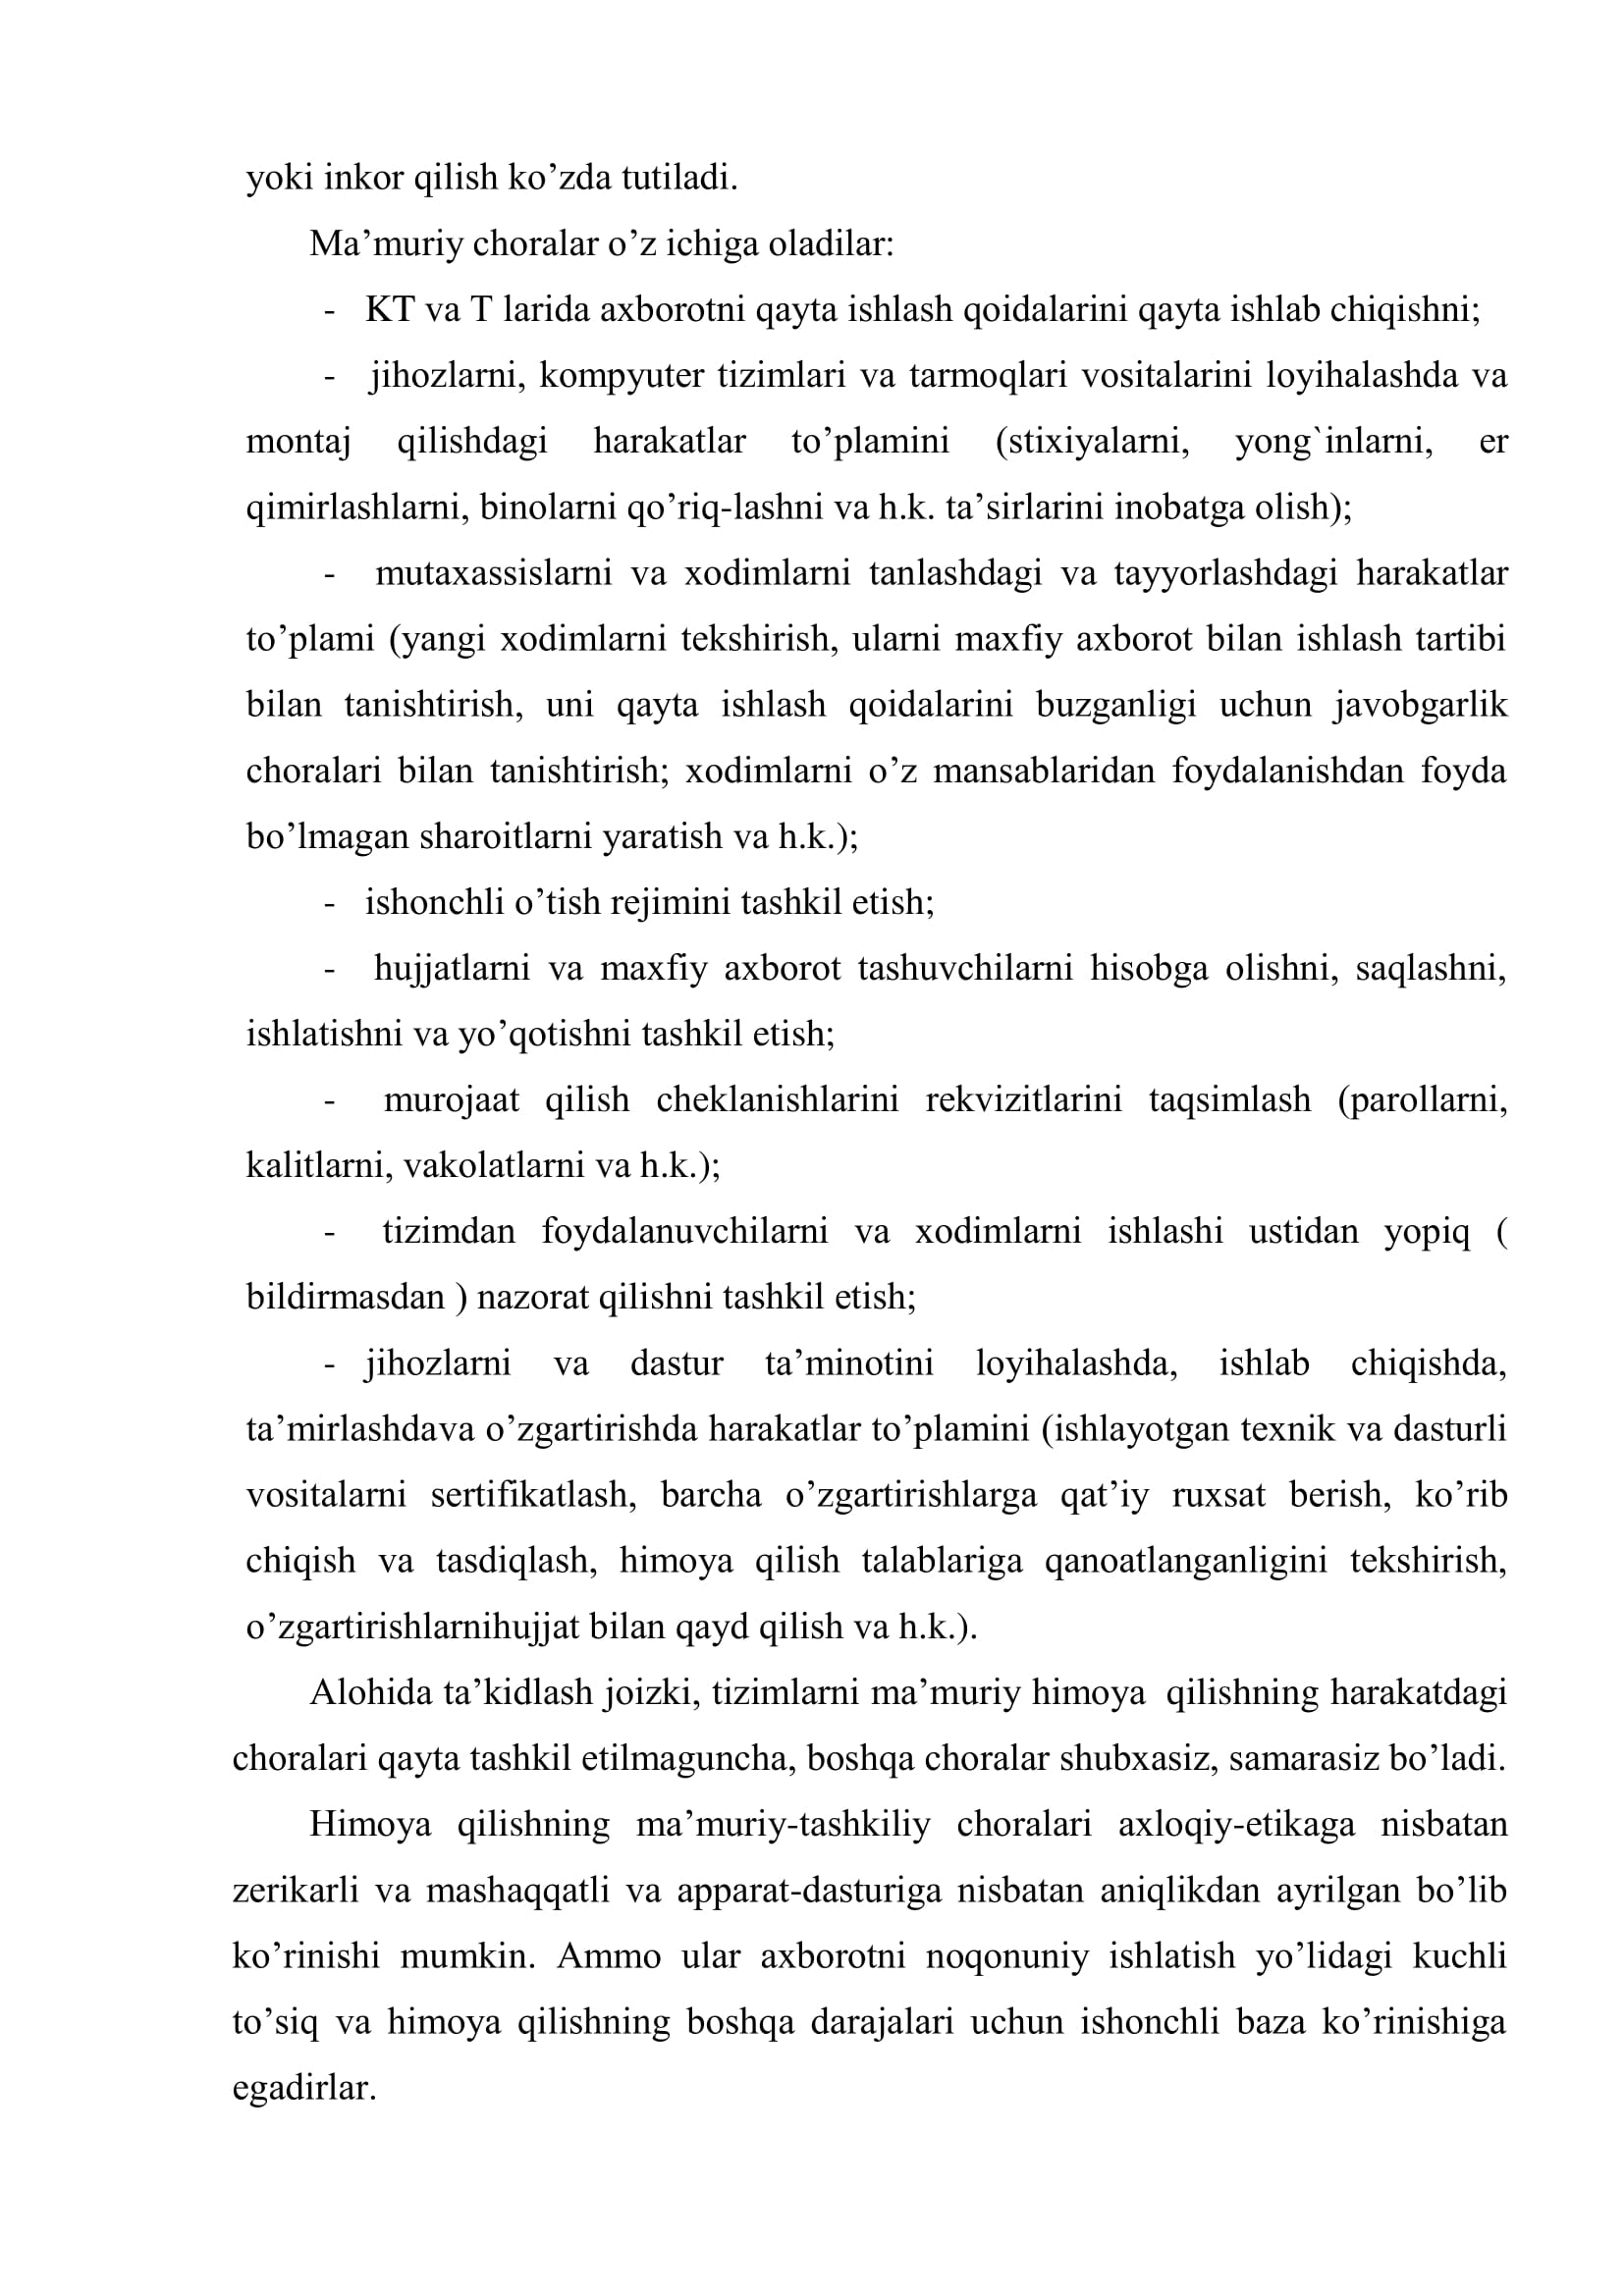 yoki inkor qilish ko’zda tutiladi.
Ma’muriy choralar o’z ichiga oladilar:
- KT va T larida axborotni qayta ishlash qoidalarini qayta ishlab chiqishni;
- jihozlarni, kompyuter tizimlari va tarmoqlari vositalarini loyihalashda va
montaj qilishdagi harakatlar to’plamini (stixiyalarni, yong`inlarni, er
qimirlashlarni, binolarni qo’riq-lashni va h.k. ta’sirlarini inobatga olish);
- mutaxassislarni va xodimlarni tanlashdagi va tayyorlashdagi harakatlar
to’plami (yangi xodimlarni tekshirish, ularni maxfiy axborot bilan ishlash tartibi
bilan tanishtirish, uni qayta ishlash qoidalarini buzganligi uchun javobgarlik
choralari bilan tanishtirish; xodimlarni o’z mansablaridan foydalanishdan foyda
bo’lmagan sharoitlarni yaratish va h.k.);
- ishonchli o’tish rejimini tashkil etish;
- hujjatlarni va maxfiy axborot tashuvchilarni hisobga olishni, saqlashni,
ishlatishni va yo’qotishni tashkil etish;
- murojaat qilish cheklanishlarini rekvizitlarini taqsimlash (parollarni,
kalitlarni, vakolatlarni va h.k.);
- tizimdan foydalanuvchilarni va xodimlarni ishlashi ustidan yopiq (
bildirmasdan ) nazorat qilishni tashkil etish;
- jihozlarni va dastur ta’minotini loyihalashda, ishlab chiqishda,
ta’mirlashdava o’zgartirishda harakatlar to’plamini (ishlayotgan texnik va dasturli
vositalarni sertifikatlash, barcha o’zgartirishlarga qat’iy ruxsat berish, ko’rib
chiqish va tasdiqlash, himoya qilish talablariga qanoatlanganligini tekshirish,
o’zgartirishlarnihujjat bilan qayd qilish va h.k.).
Alohida ta’kidlash joizki, tizimlarni ma’muriy himoya qilishning harakatdagi
choralari qayta tashkil etilmaguncha, boshqa choralar shubxasiz, samarasiz bo’ladi.
Himoya qilishning ma’muriy-tashkiliy choralari axloqiy-etikaga nisbatan
zerikarli va mashaqqatli va apparat-dasturiga nisbatan aniqlikdan ayrilgan bo’lib
ko’rinishi mumkin. Ammo ular axborotni noqonuniy ishlatish yo’lidagi kuchli
to’siq va himoya qilishning boshqa darajalari uchun ishonchli baza ko’rinishiga
egadirlar.